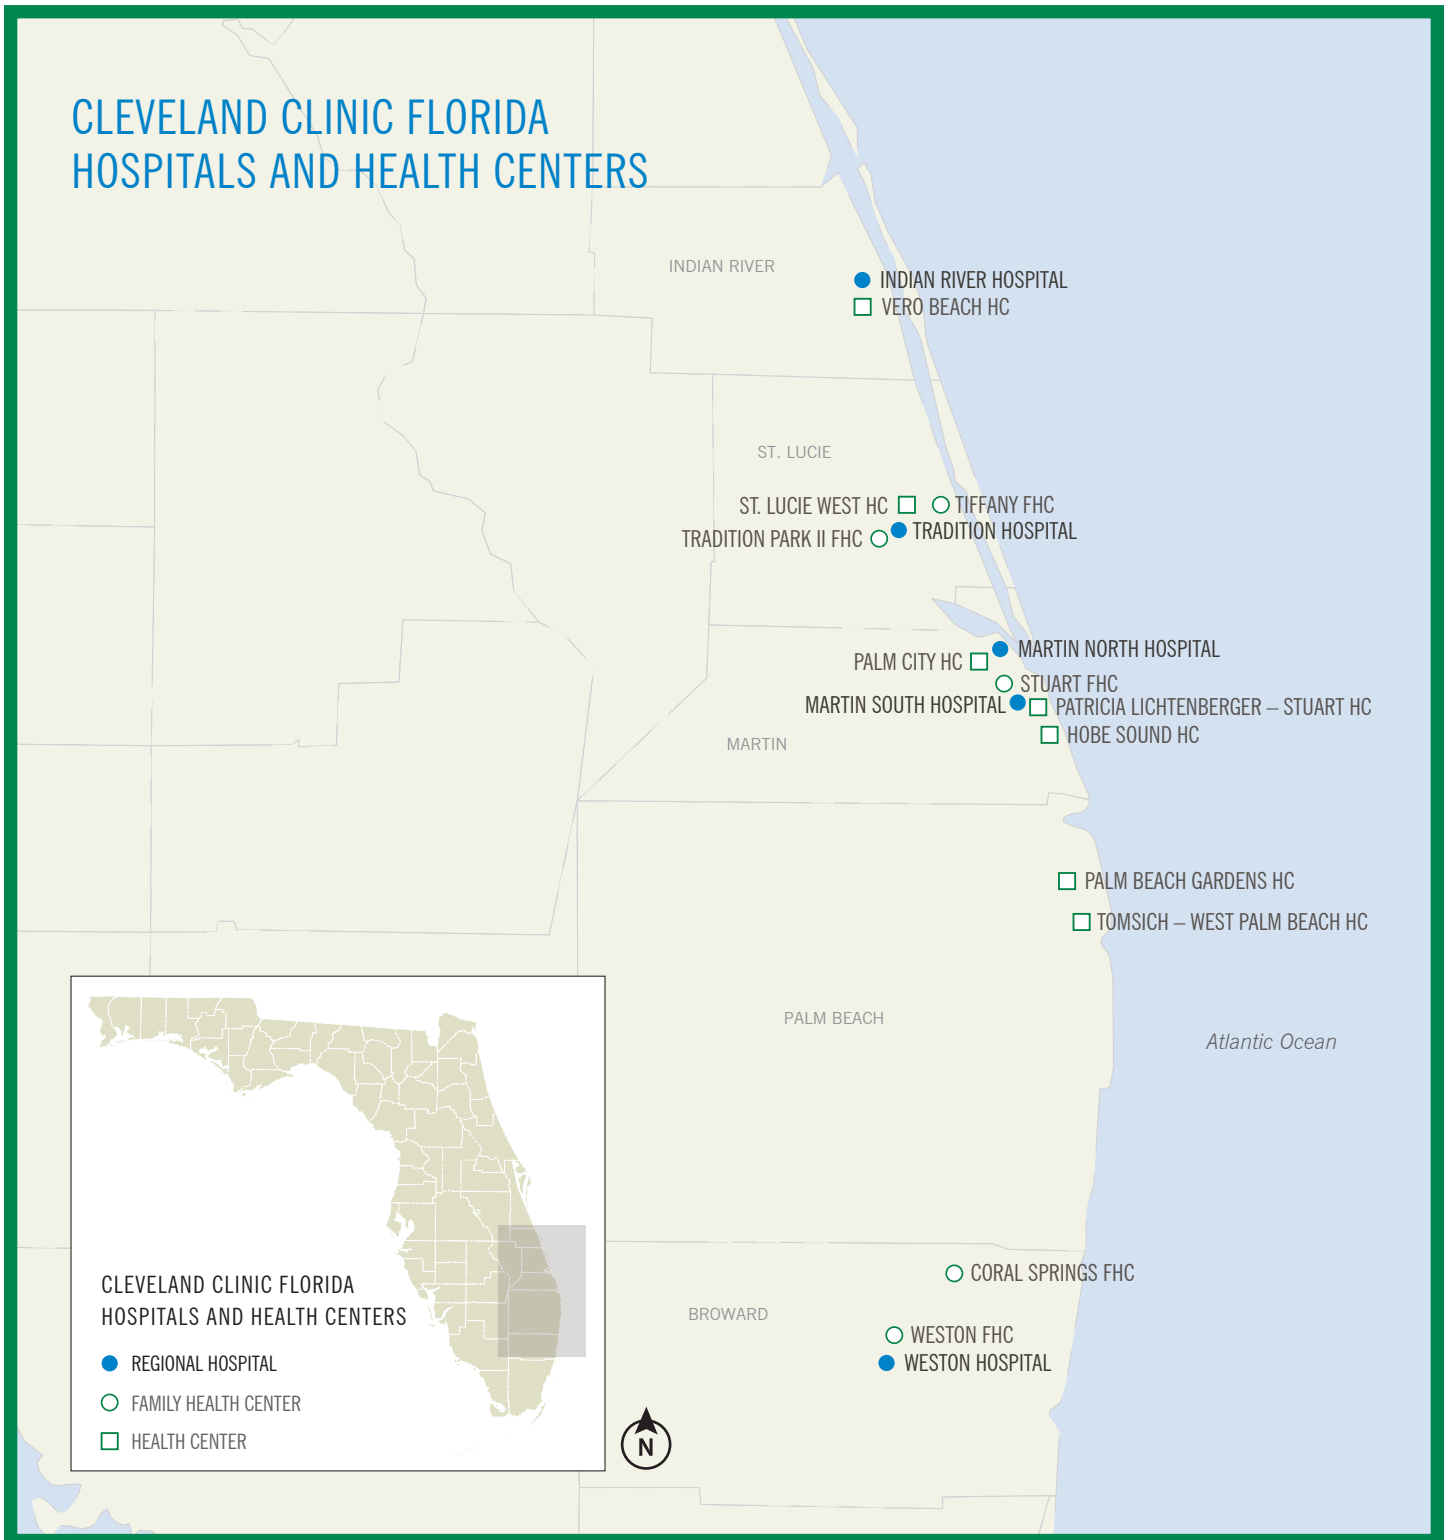 CLEVELAND CLINIC FLORIDA
HOSPITALS AND HEALTH CENTERS
INDIAN RIVER
INDIAN RIVER HOSPITAL
VERO BEACH HC
ST. LUCIE
ST. LUCIE WEST HC
TIFFANY FHC
TRADITION HOSPITAL
TRADITION PARK II FHC
MARTIN NORTH HOSPITAL
PALM CITY HC
STUART FHC
MARTIN SOUTH HOSPITAL
PATRICIA LICHTENBERGER – STUART HC
HOBE SOUND HC
MARTIN
PALM BEACH GARDENS HC
TOMSICH – WEST PALM BEACH HC
PALM BEACH
Atlantic Ocean
CORAL SPRINGS FHC
BROWARD
WESTON FHC
WESTON HOSPITAL
CLEVELAND CLINIC FLORIDA
HOSPITALS AND HEALTH CENTERS
REGIONAL HOSPITAL
FAMILY HEALTH CENTER
HEALTH CENTER
N